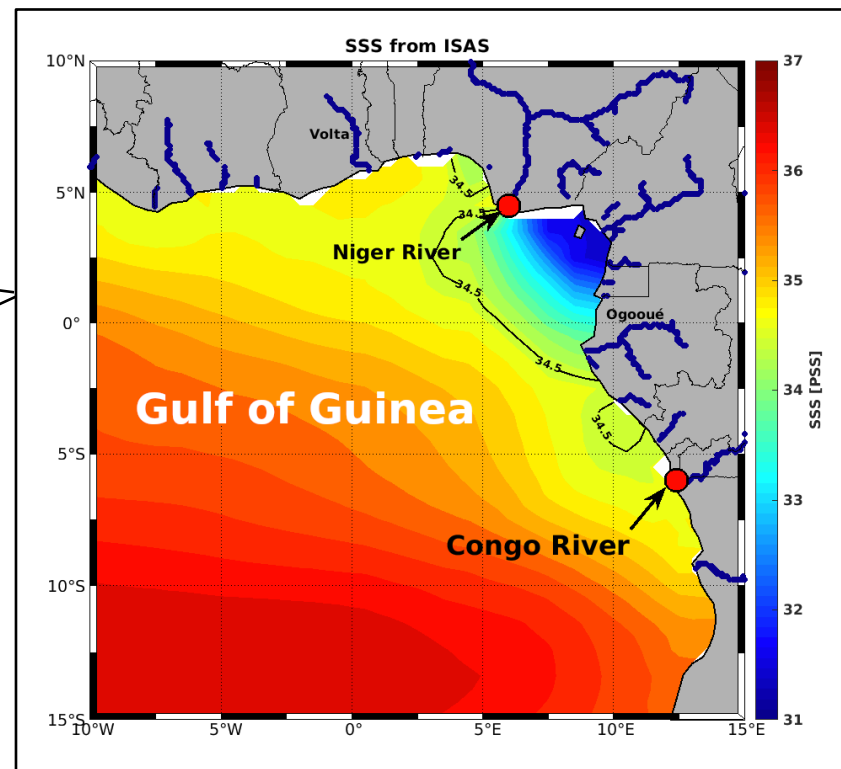 SSS from ISAS
10°N
37
Volta
36
34.5
5°N
34.5
Niger River
35
34.5
Ogooué
0°
34.5
SSS [PSS]
34
Gulf of Guinea
34.5
5°S
33
Congo River
10°S
32
15°S
31
10°W
5°W
0°
5°E
10°E
15°E